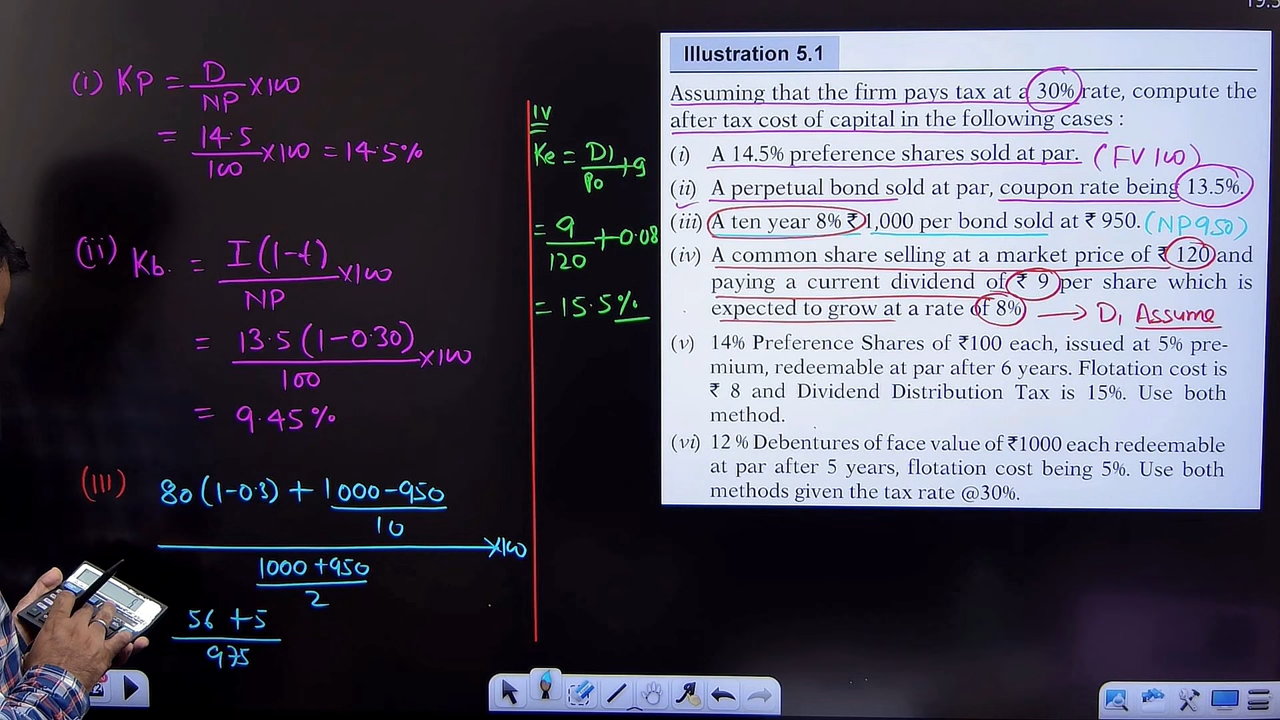 19:3
(i) Kp = D/NP ×100
= 14.5/100 ×100 = 14.5%
(ii) Kb. = I(1-t)/NP ×100
= 13.5(1-0.30)/100 ×100
= 9.45%
(iii) 80(1-0.3) + 1000-950/10
×100
1000+950/2
56+5/975
iv
Ke = D1/P0 +g
= 9/120 +0.08
= 15.5%
Illustration 5.1
Assuming that the firm pays tax at a 30% rate, compute the
after tax cost of capital in the following cases :
(i) A 14.5% preference shares sold at par. (FV 100)
(ii) A perpetual bond sold at par, coupon rate being 13.5%.
(iii) A ten year 8% ₹ 1,000 per bond sold at ₹ 950. (NP950)
(iv) A common share selling at a market price of ₹ 120 and
paying a current dividend of ₹ 9 per share which is
expected to grow at a rate of 8% → D1 Assume
(v) 14% Preference Shares of ₹100 each, issued at 5% pre-
mium, redeemable at par after 6 years. Flotation cost is
₹ 8 and Dividend Distribution Tax is 15%. Use both
method.
(vi) 12 % Debentures of face value of ₹1000 each redeemable
at par after 5 years, flotation cost being 5%. Use both
methods given the tax rate @30%.